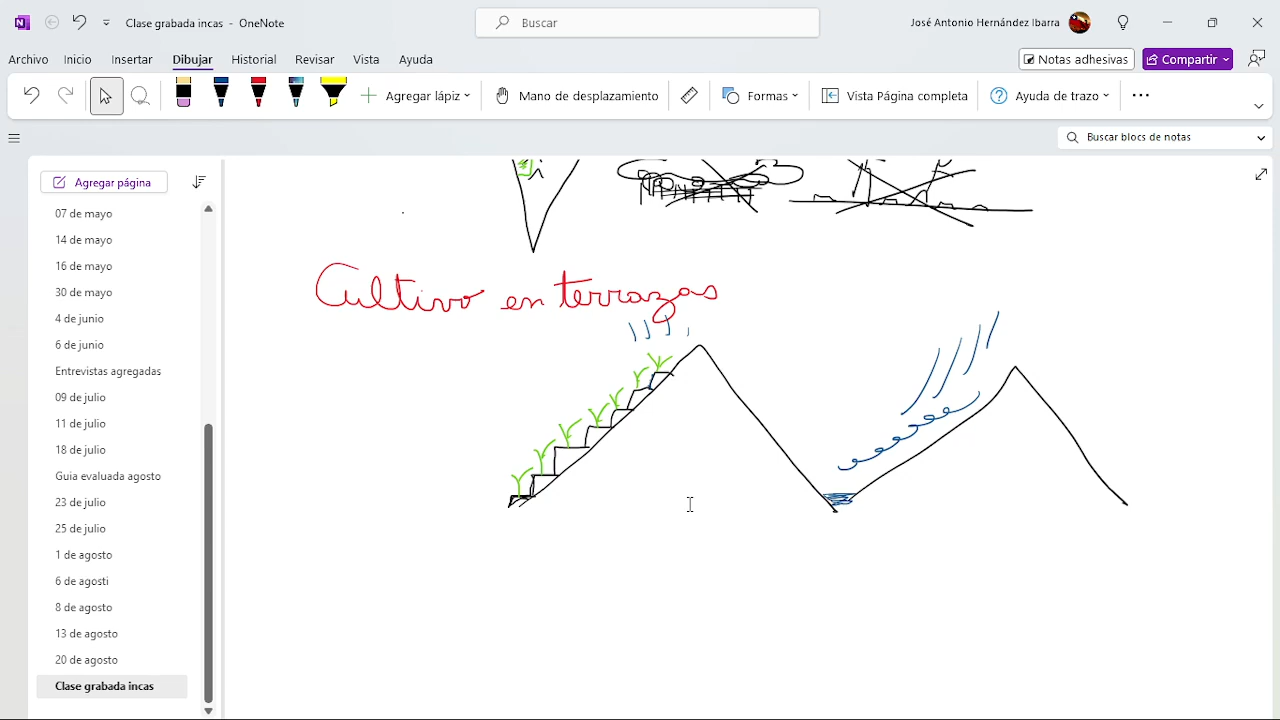 Clase grabada incas - OneNote
Buscar
José Antonio Hernández Ibarra
Archivo Inicio Insertar Dibujar Historial Revisar Vista Ayuda
Notas adhesivas Compartir
Agregar lápiz Mano de desplazamiento Formas Vista Página completa Ayuda de trazo
Buscar blocs de notas
Agregar página
07 de mayo
14 de mayo
16 de mayo
30 de mayo
4 de junio
6 de junio
Entrevistas agregadas
09 de julio
11 de julio
18 de julio
Guia evaluada agosto
23 de julio
25 de julio
1 de agosto
6 de agosti
8 de agosto
13 de agosto
20 de agosto
Clase grabada incas
Cultivo en terrazas